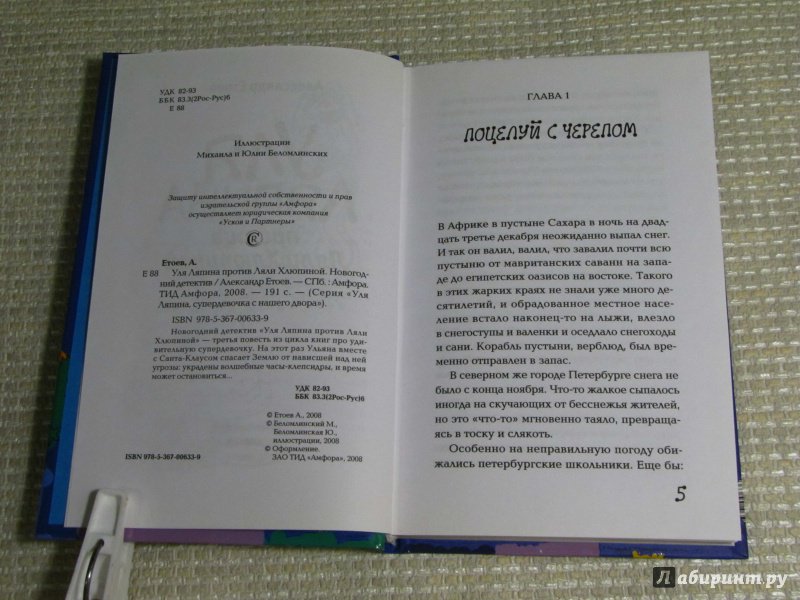 УДК 82-93
ББК 83.3(2Рос-Рус)6
Е 88
Иллюстрации
Михаила и Юлии Беломлинских
Защиту интеллектуальной собственности и прав
издательской группы «Амфора»
осуществляет юридическая компания
«Усков и Партнеры»
Етоев, А.
Е 88 Уля Ляпина против Ляли Хлюпиной. Новогод-
ний детектив / Александр Етоев. — СПб. : Амфора.
ТИД Амфора, 2008. — 191 с. — (Серия «Уля
Ляпина, супердевочка с нашего двора»).
ISBN 978-5-367-00633-9
Новогодний детектив «Уля Ляпина против Ляли
Хлюпиной» — третья повесть из цикла книг про уди-
вительную супердевочку. На этот раз Ульяна вместе
с Санта-Клаусом спасает Землю от нависшей над ней
угрозы: украдены волшебные часы-клепсидры, и время
может остановиться...
УДК 82-93
ББК 83.3(2Рос-Рус)6
© Етоев А., 2008
© Беломлинский М.,
Беломлинская Ю.,
иллюстрации, 2008
© Оформление.
ISBN 978-5-367-00633-9 ЗАО ТИД «Амфора», 2008
ГЛАВА 1
ПОЦЕЛУЙ С ЧЕРЕПОМ
В Африке в пустыне Сахара в ночь на двад-
цать третье декабря неожиданно выпал снег.
И так он валил, валил, что завалил почти всю
пустыню от мавританских саванн на запа-
де до египетских оазисов на востоке. Такого
в этих жарких краях не знали уже много де-
сятилетий, и обрадованное местное насе-
ление встало наконец-то на лыжи, влезло
в снегоступы и валенки и оседлало снегоходы
и сани. Корабль пустыни, верблюд, был вре-
менно отправлен в запас.
В северном же городе Петербурге снега не
было с конца ноября. Что-то жалкое сыпалось
иногда на скучающих от бесснежья жителей,
но это «что-то» мгновенно таяло, превраща-
ясь в тоску и слякоть.
Особенно на неправильную погоду оби-
жались петербургские школьники. Еще бы:
5
Лабиринт.ру